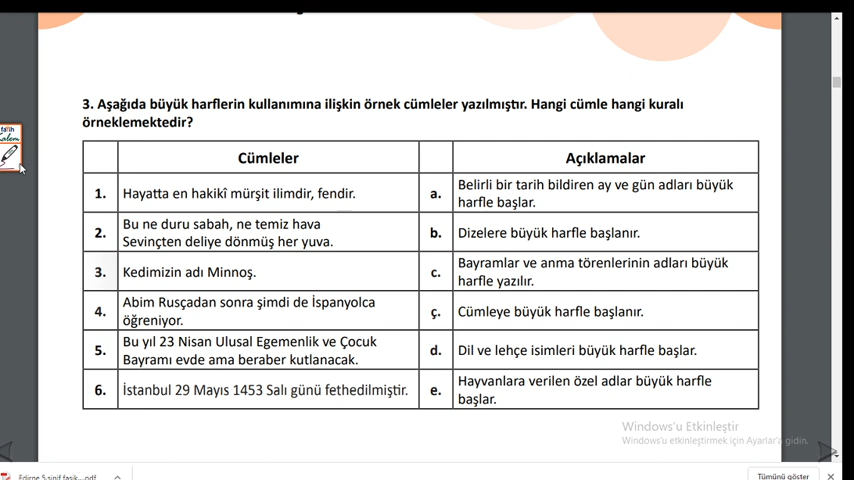 3. Aşağıda büyük harflerin kullanımına ilişkin örnek cümleler yazılmıştır. Hangi cümle hangi kuralı
örneklemektedir?
Cümleler
Açıklamalar
1. Hayatta en hakikî mürşit ilimdir, fendir.
a. Belirli bir tarih bildiren ay ve gün adları büyük
harfle başlar.
2. Bu ne duru sabah, ne temiz hava
Sevinçten deliye dönmüş her yuva.
b. Dizelere büyük harfle başlanır.
3. Kedimizin adı Minnoş.
c. Bayramlar ve anma törenlerinin adları büyük
harfle yazılır.
4. Abim Rusçadan sonra şimdi de İspanyolca
öğreniyor.
ç. Cümleye büyük harfle başlanır.
5. Bu yıl 23 Nisan Ulusal Egemenlik ve Çocuk
Bayramı evde ama beraber kutlanacak.
d. Dil ve lehçe isimleri büyük harfle başlar.
6. İstanbul 29 Mayıs 1453 Salı günü fethedilmiştir.
e. Hayvanlara verilen özel adlar büyük harfle
başlar.
Windows'u Etkinleştir
Windows'u etkinleştirmek için Ayarlar'a gidin.
Edirne 5.sinif fasik....pdf
Tümünü göster